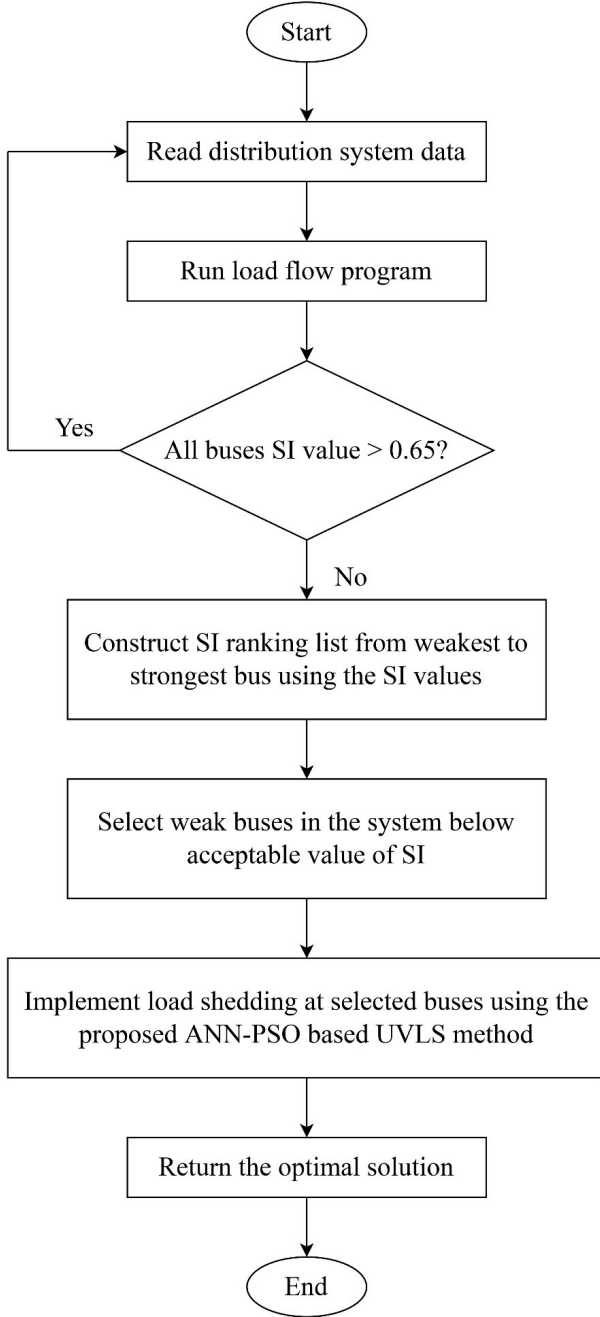 Start
Read distribution system data
Run load flow program
Yes
All buses SI value > 0.65?
No
Construct SI ranking list from weakest to
strongest bus using the SI values
Select weak buses in the system below
acceptable value of SI
Implement load shedding at selected buses using the
proposed ANN-PSO based UVLS method
Return the optimal solution
End